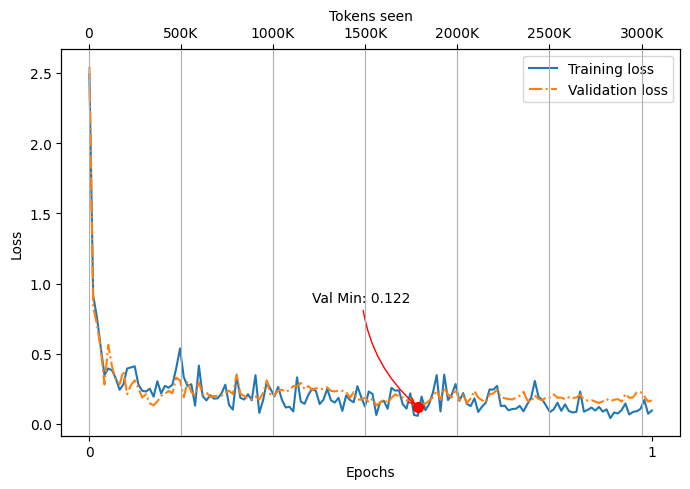 Tokens seen
0 500K 1000K 1500K 2000K 2500K 3000K
Training loss
Validation loss
2.5
2.0
1.5
1.0
0.5
0.0
Loss
Val Min: 0.122
0 1
Epochs